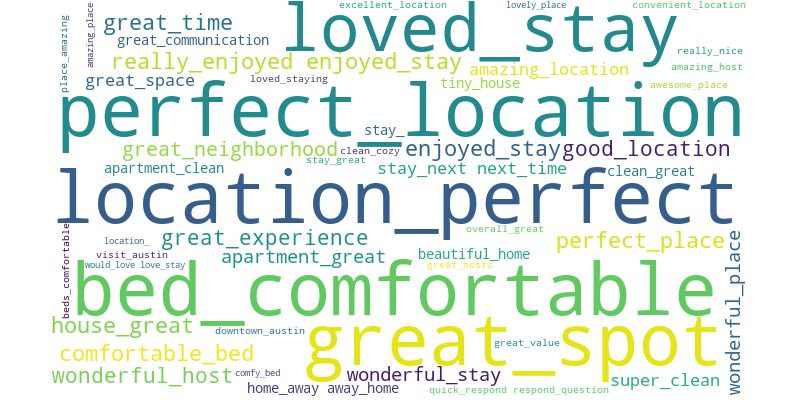 excellent_location lovely_place convenient_location
great_time loved_stay
place_amazing
amazing_place
great_communication
really_nice
really_enjoyed enjoyed_stay amazing_location amazing_host
great_space loved_staying tiny_house awesome_place
perfect_location
stay_
great_neighborhood clean_cozy enjoyed_stay good_location
stay_great
apartment_clean stay_next next_time clean_great
location_perfect
beds_comfortable
overall_great
location_ great_experience perfect_place
wonderful_place
visit_austin apartment_great beautiful_home
would_love love_stay great_hosts
bed_comfortable
house_great downtown_austin great_spot
great_value
comfortable_bed
wonderful_host comfy_bed wonderful_stay super_clean
home_away away_home quick_respond respond_question